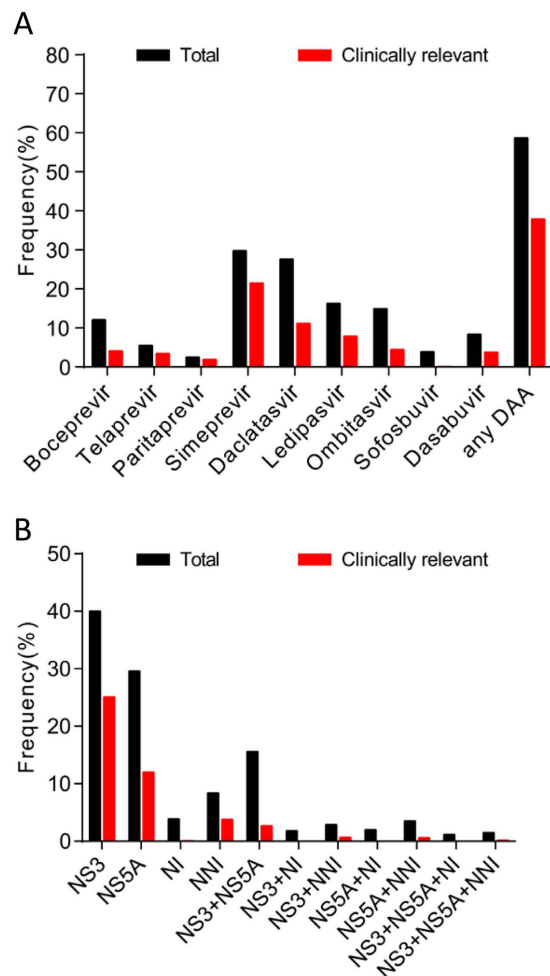 A
Total
Clinically relevant
Frequency(%)
80
70
60
50
40
30
20
10
0
Boceprevir
Telaprevir
Paritaprevir
Simeprevir
Daclatasvir
Ledipasvir
Ombitasvir
Sofosbuvir
Dasabuvir
any DAA
B
Total
Clinically relevant
Frequency(%)
50
40
30
20
10
0
NS3
NS5A
NI
NNI
NS3+NS5A
NS3+NI
NS3+NNI
NS5A+NI
NS5A+NNI
NS3+NS5A+NI
NS3+NS5A+NNI